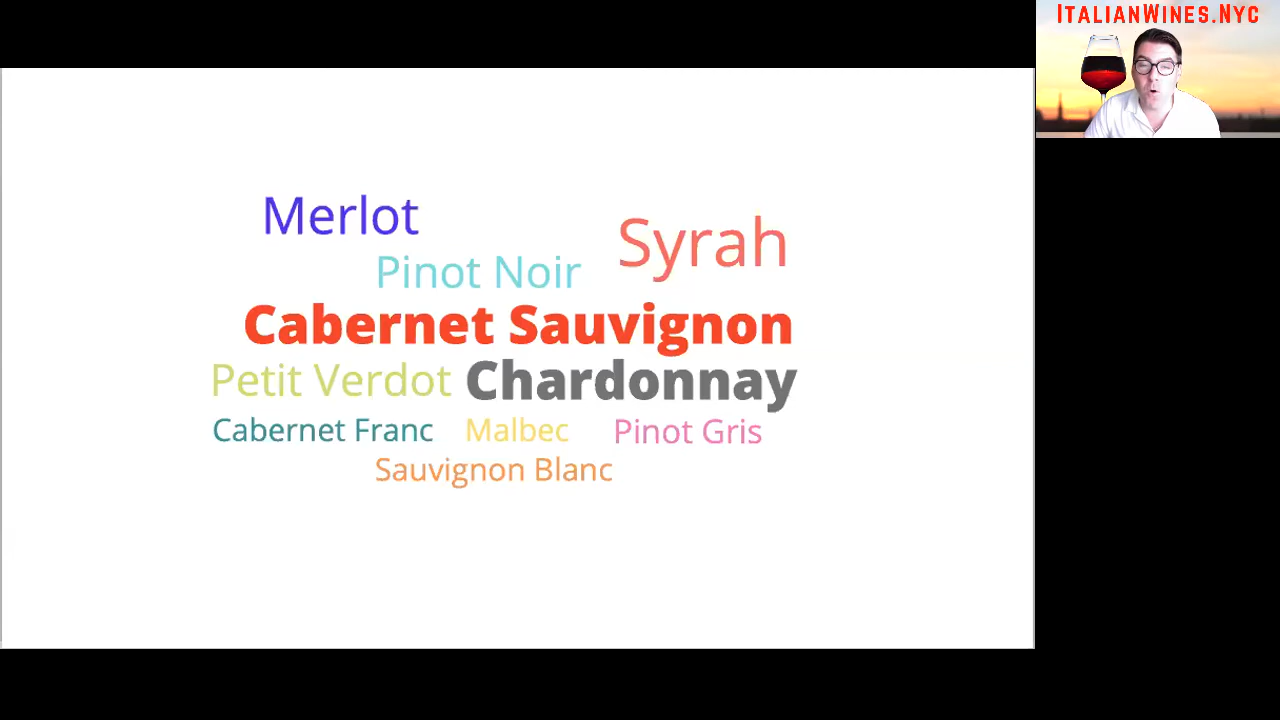 ItalianWines.Nyc
Merlot
Syrah
Pinot Noir
Cabernet Sauvignon
Petit Verdot Chardonnay
Cabernet Franc Malbec Pinot Gris
Sauvignon Blanc